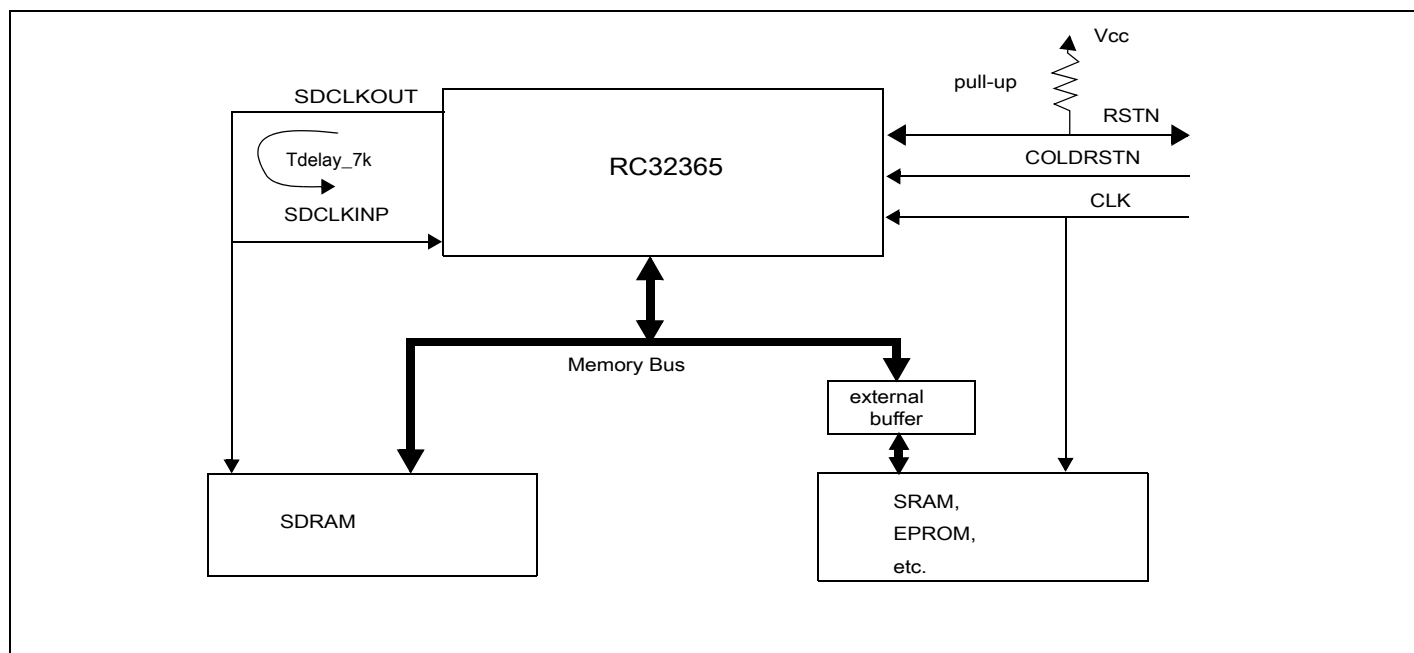 Vcc
pull-up
SDCLKOUT
RSTN
Tdelay_7k
RC32365
COLDRSTN
CLK
SDCLKINP
Memory Bus
external
buffer
SDRAM
SRAM,
EPROM,
etc.